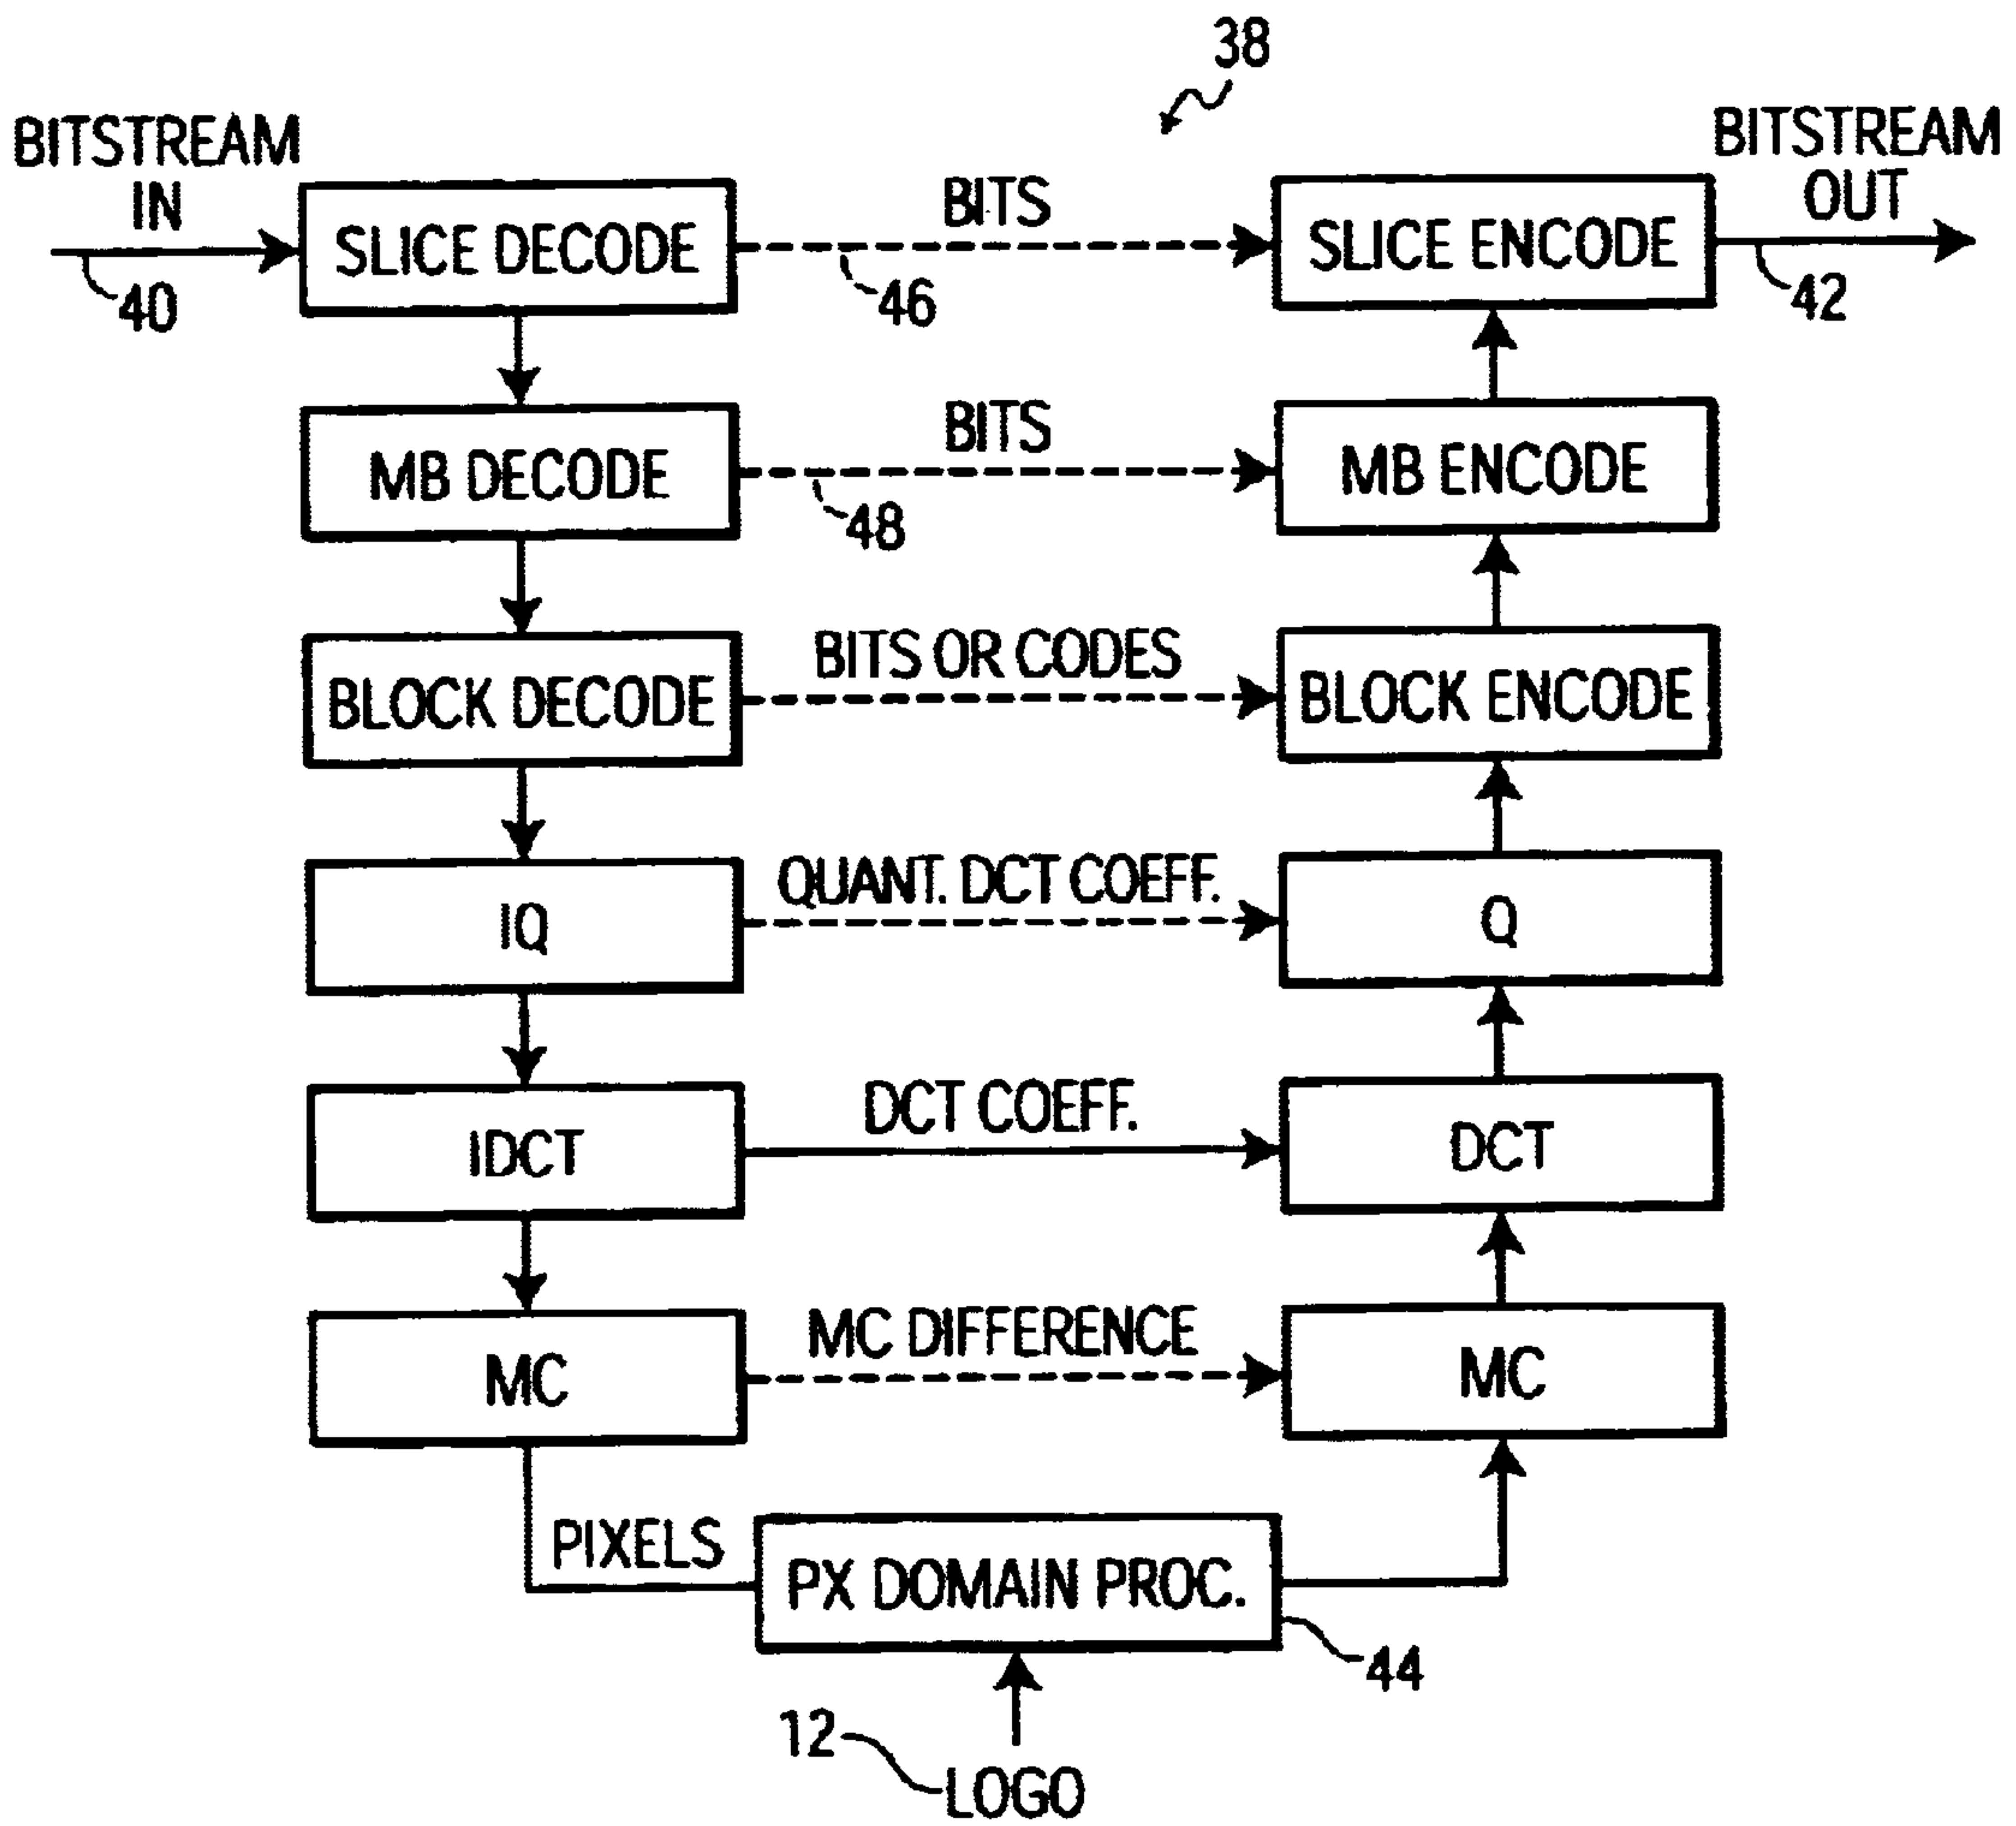 38
BITSTREAM
IN
BITSTREAM
OUT
SLICE DECODE
BITS
SLICE ENCODE
40
46
42
MB DECODE
BITS
MB ENCODE
48
BLOCK DECODE
BITS OR CODES
BLOCK ENCODE
IQ
QUANT. DCT COEFF.
Q
IDCT
DCT COEFF.
DCT
MC
MC DIFFERENCE
MC
PIXELS
PX DOMAIN PROC.
44
12
LOGO